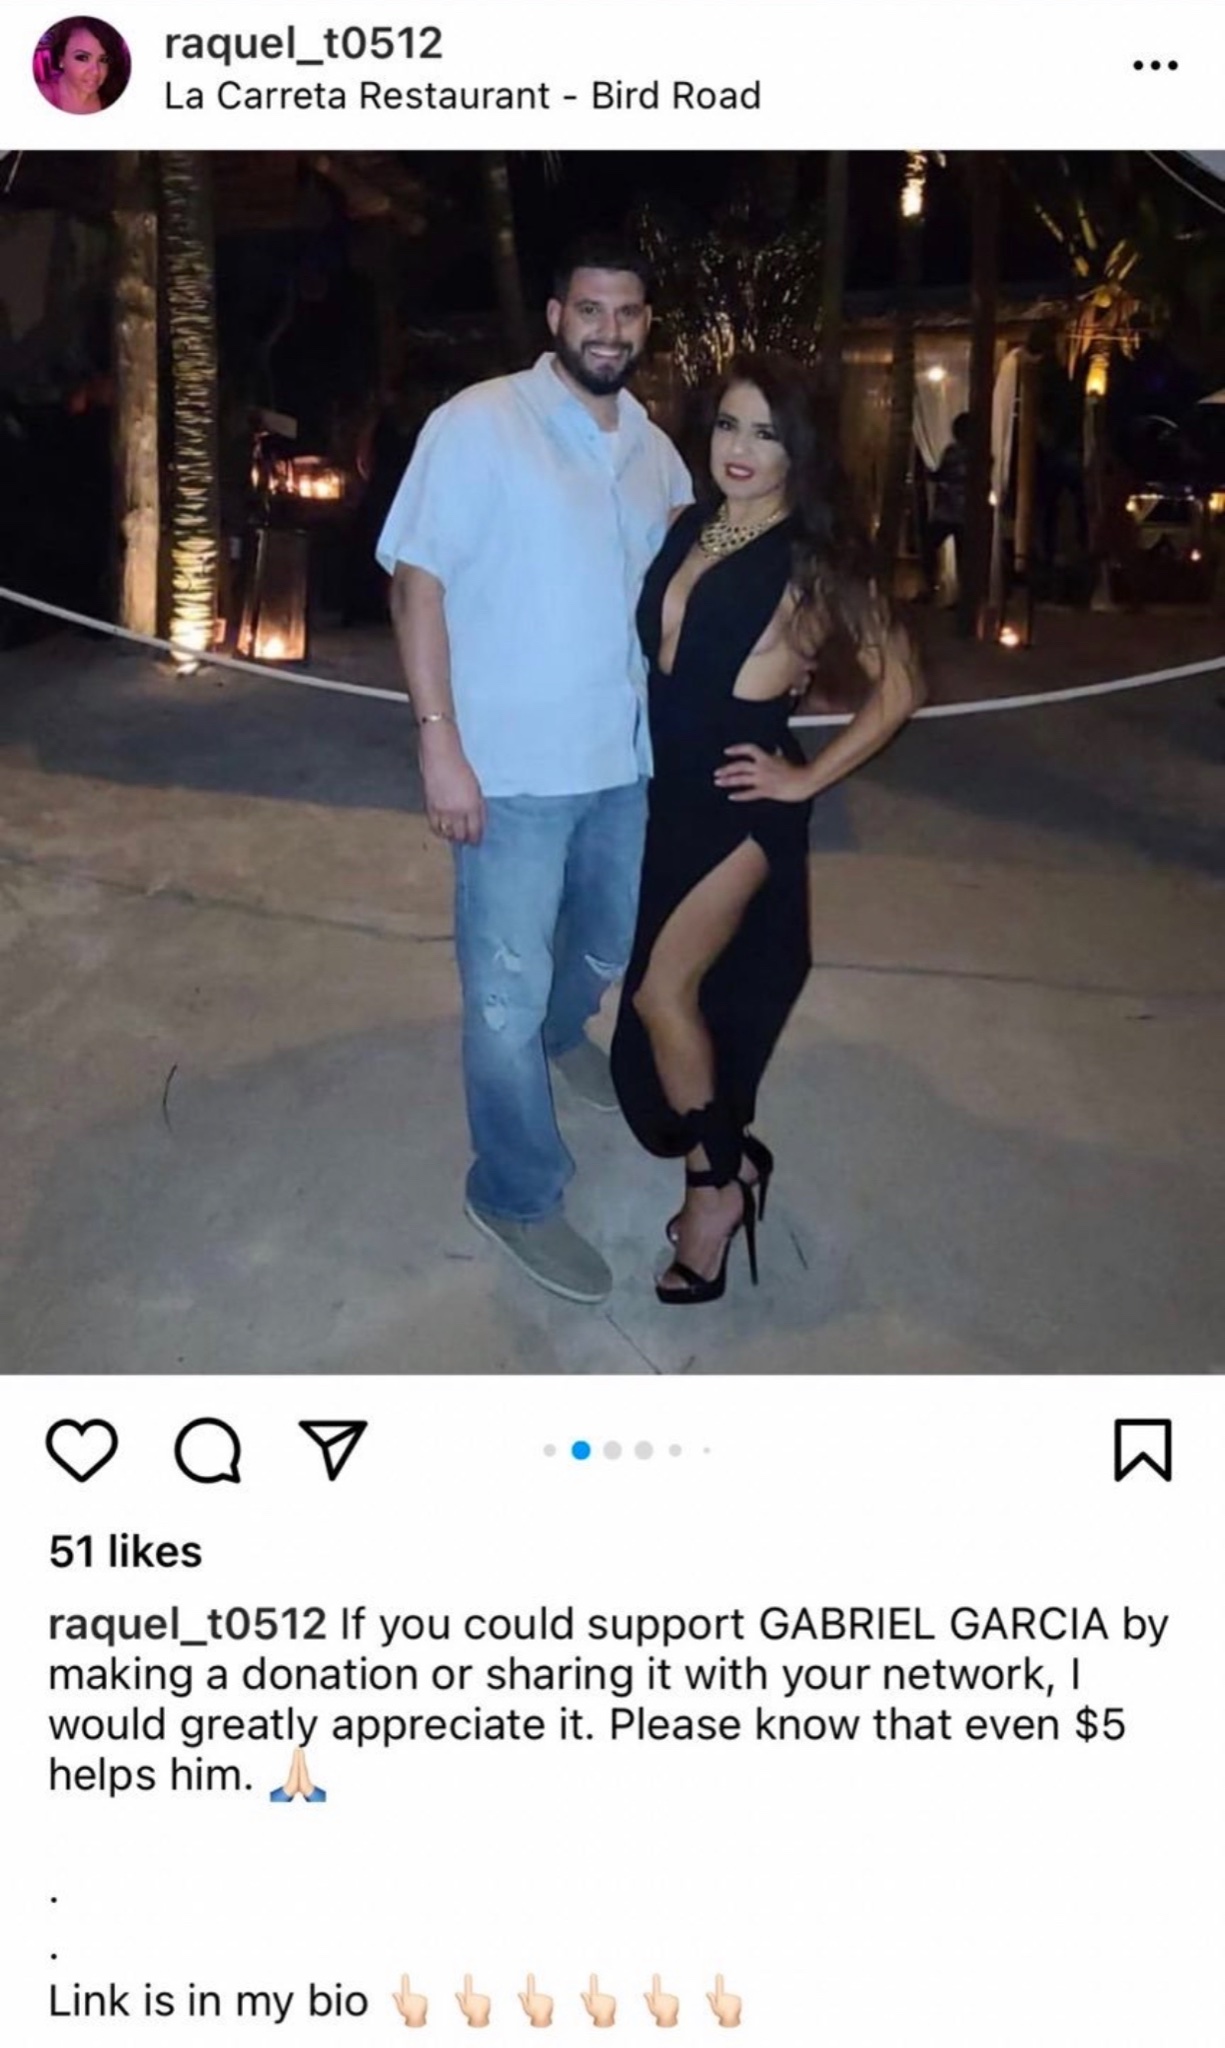 raquel_t0512
La Carreta Restaurant - Bird Road
51 likes
raquel_t0512 If you could support GABRIEL GARCIA by
making a donation or sharing it with your network, I
would greatly appreciate it. Please know that even $5
helps him. 🙏🏻
.
.
Link is in my bio 👆🏻👆🏻👆🏻👆🏻👆🏻👆🏻